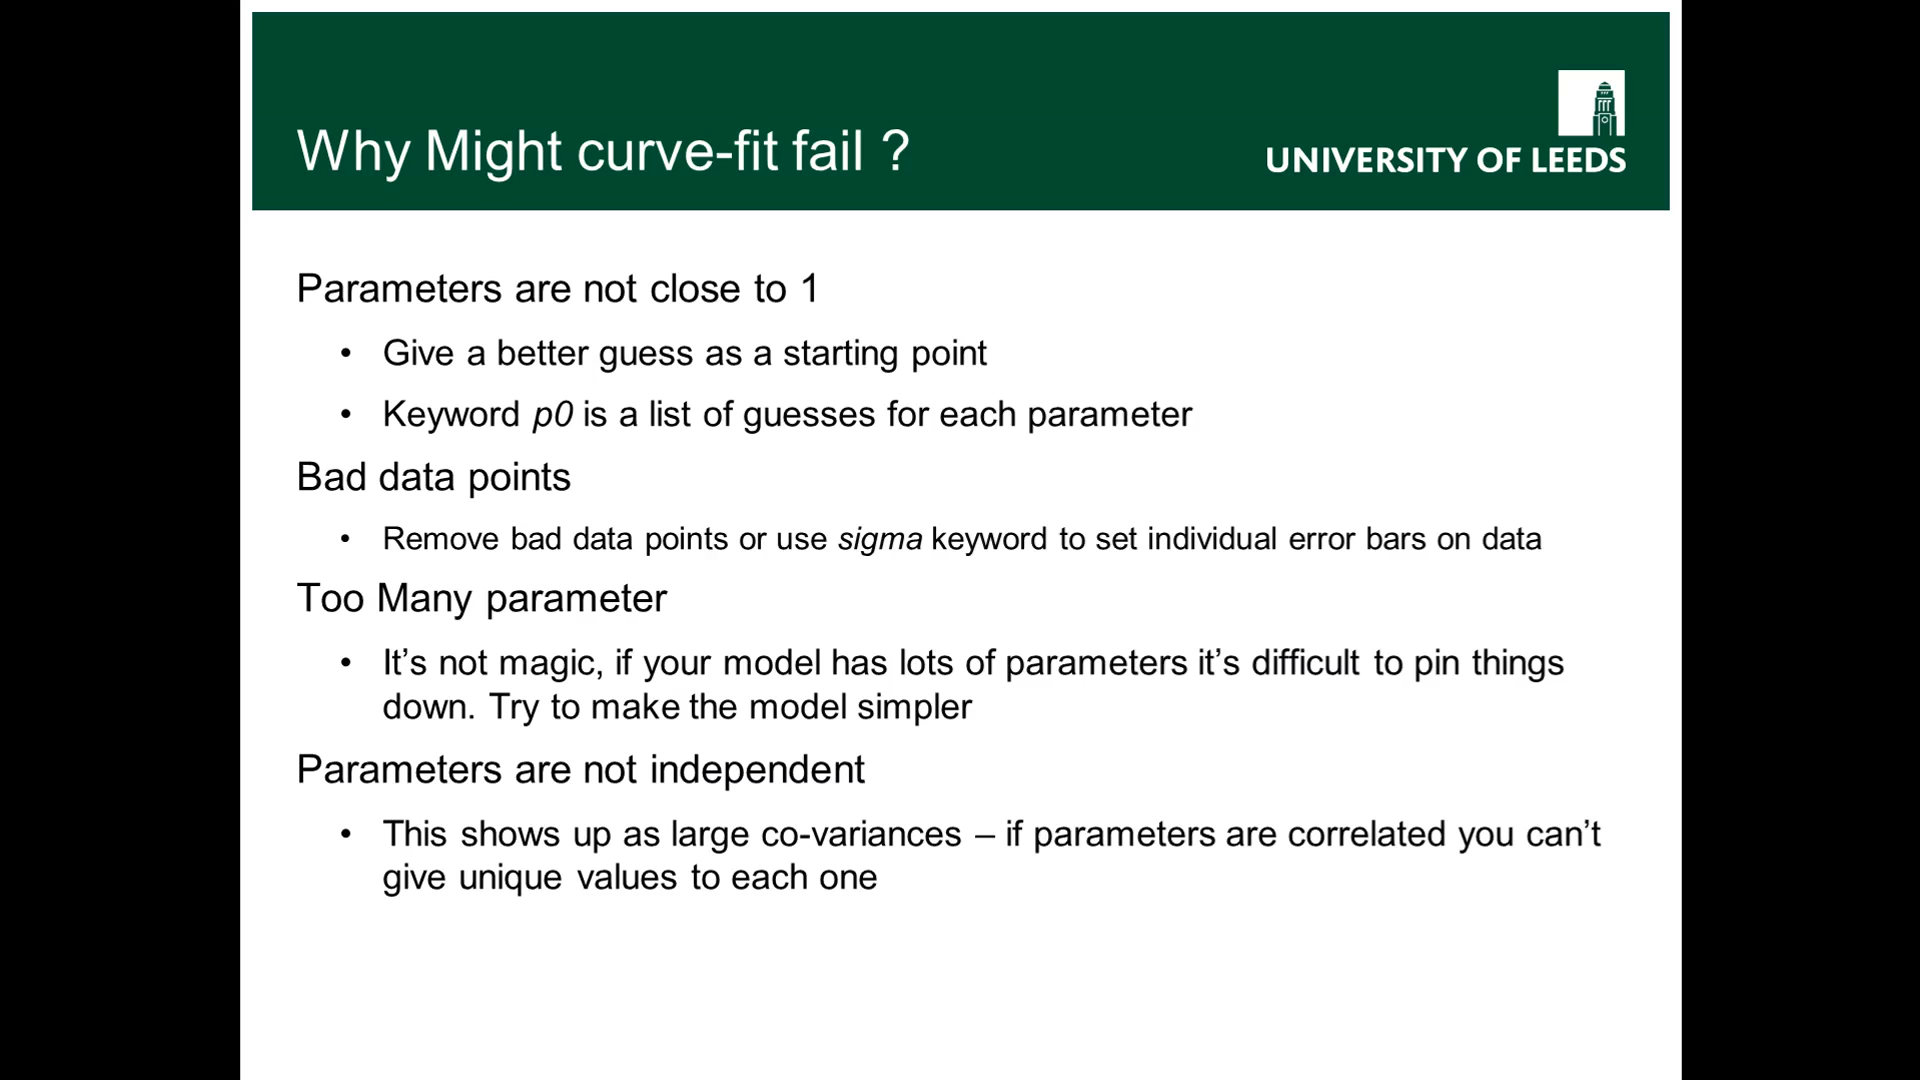 Why Might curve-fit fail ?
UNIVERSITY OF LEEDS
Parameters are not close to 1
• Give a better guess as a starting point
• Keyword p0 is a list of guesses for each parameter
Bad data points
• Remove bad data points or use sigma keyword to set individual error bars on data
Too Many parameter
• It’s not magic, if your model has lots of parameters it’s difficult to pin things
down. Try to make the model simpler
Parameters are not independent
• This shows up as large co-variances – if parameters are correlated you can’t
give unique values to each one